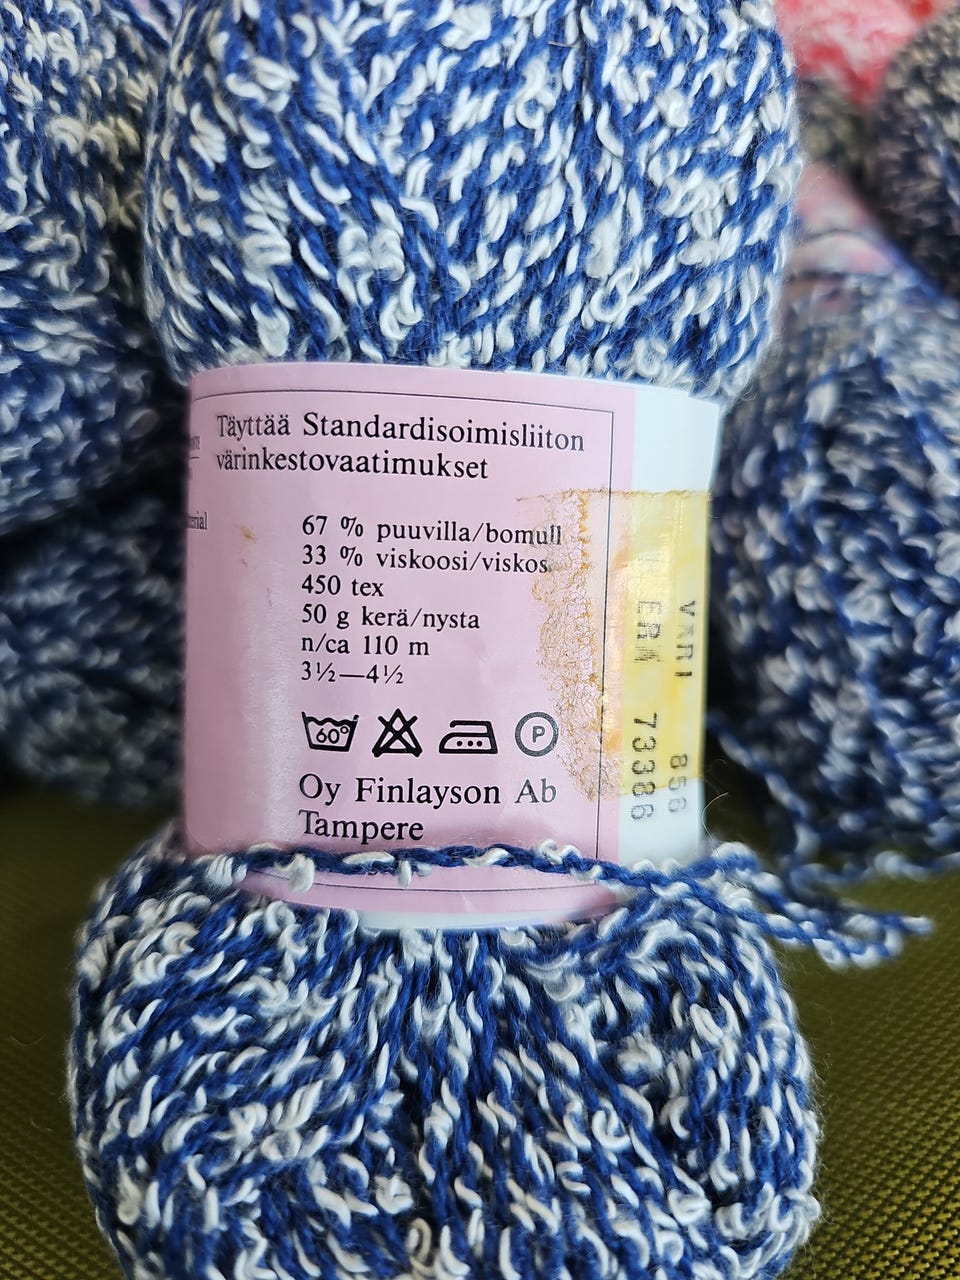 Täyttää Standardisoimisliiton
värinkestovaatimukset
67 % puuvilla/bomull
33 % viskoosi/viskos
450 tex
50 g kerä/nysta
n/ca 110 m
3½—4½
60°
P
Oy Finlayson Ab
Tampere
VÄRI 856
ERÄ 73386